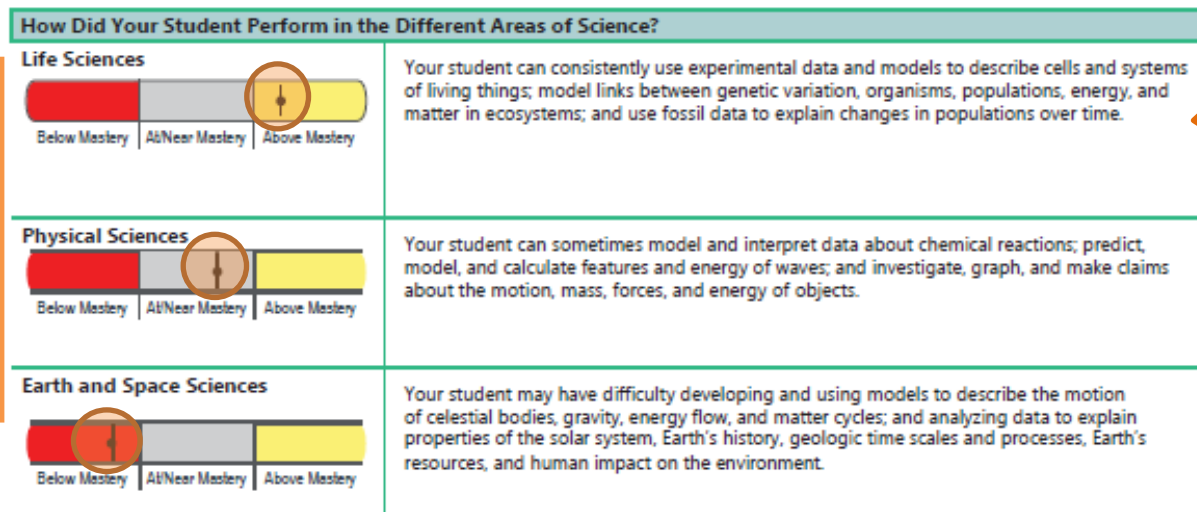 How Did Your Student Perform in the Different Areas of Science?
Life Sciences
Below Mastery At/Near Mastery Above Mastery
Your student can consistently use experimental data and models to describe cells and systems
of living things; model links between genetic variation, organisms, populations, energy, and
matter in ecosystems; and use fossil data to explain changes in populations over time.
Physical Sciences
Below Mastery At/Near Mastery Above Mastery
Your student can sometimes model and interpret data about chemical reactions; predict,
model, and calculate features and energy of waves; and investigate, graph, and make claims
about the motion, mass, forces, and energy of objects.
Earth and Space Sciences
Below Mastery At/Near Mastery Above Mastery
Your student may have difficulty developing and using models to describe the motion
of celestial bodies, gravity, energy flow, and matter cycles; and analyzing data to explain
properties of the solar system, Earth's history, geologic time scales and processes, Earth's
resources, and human impact on the environment.